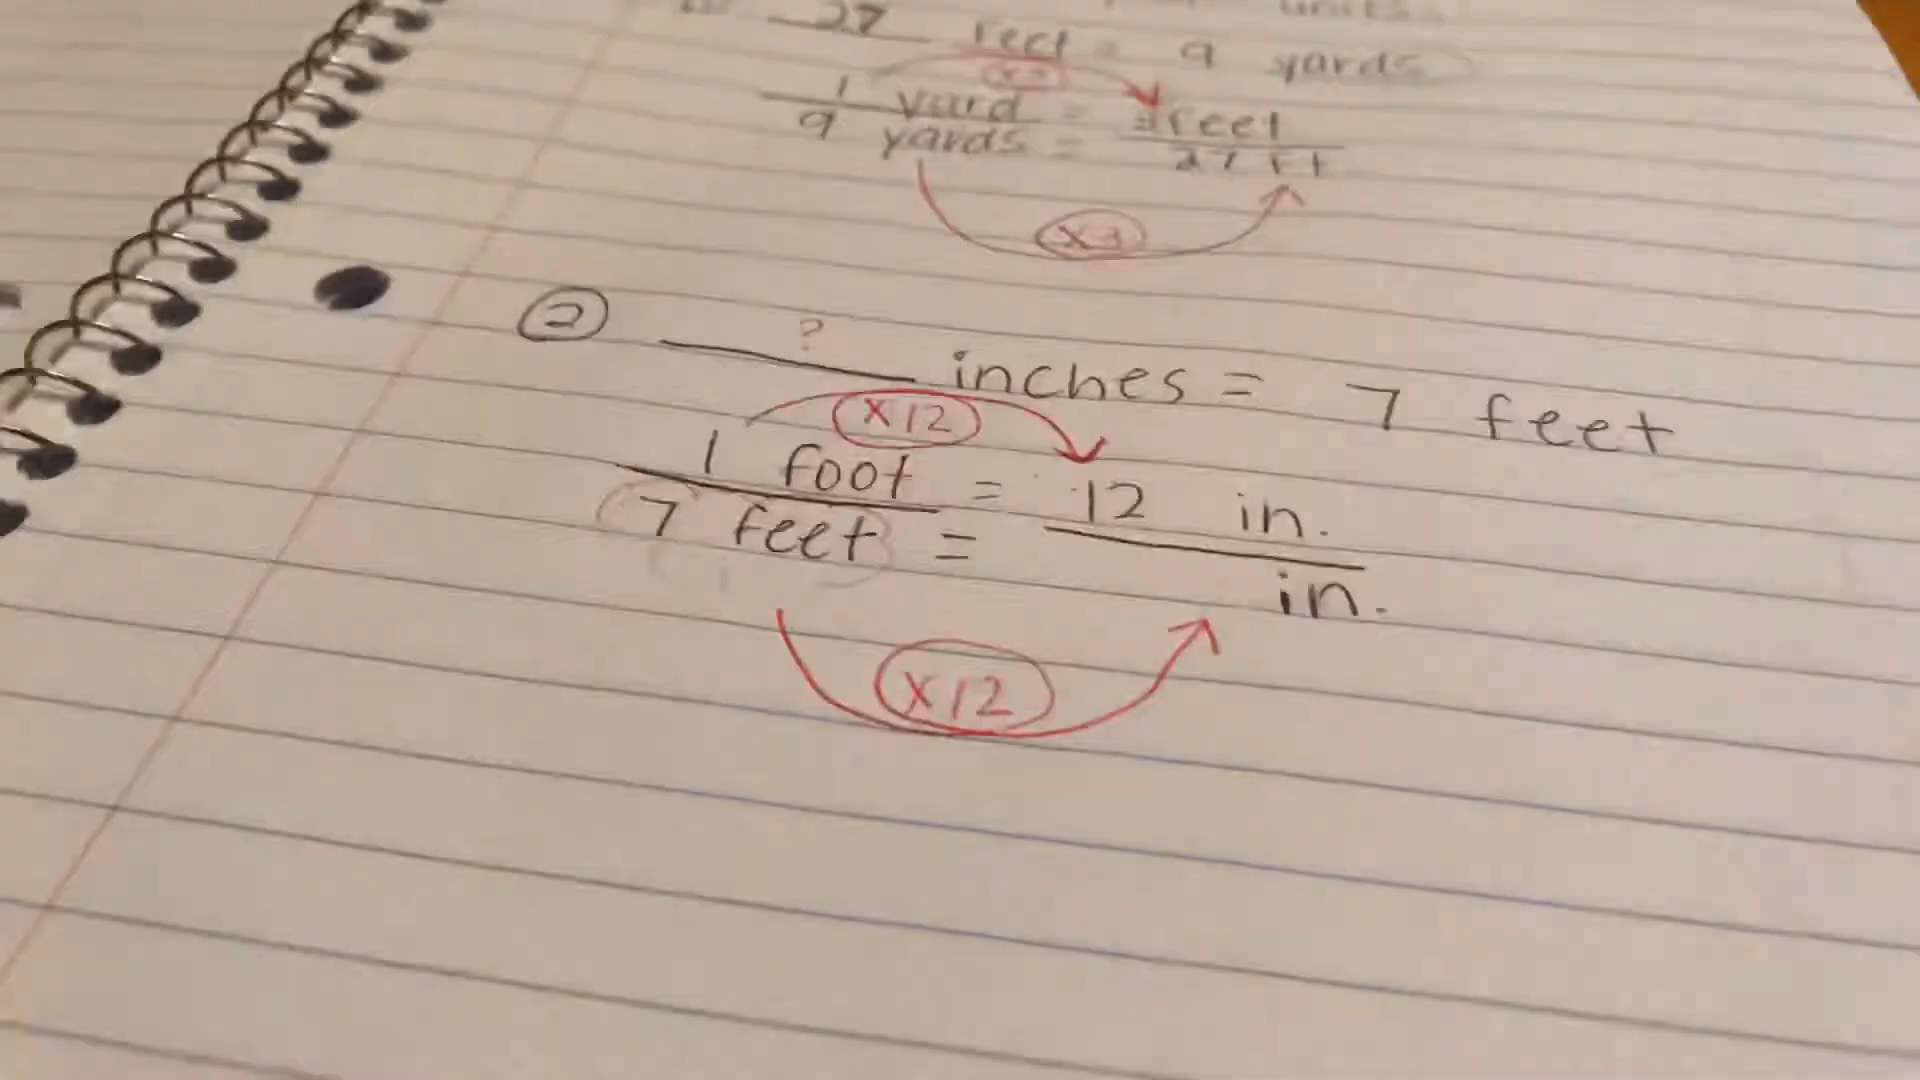 units.
27 feet = 9 yards
x3
1 yard = 3 feet
9 yards = 27 ft
x3
2 ? inches = 7 feet
x12
1 foot = 12 in.
7 feet = in.
x12